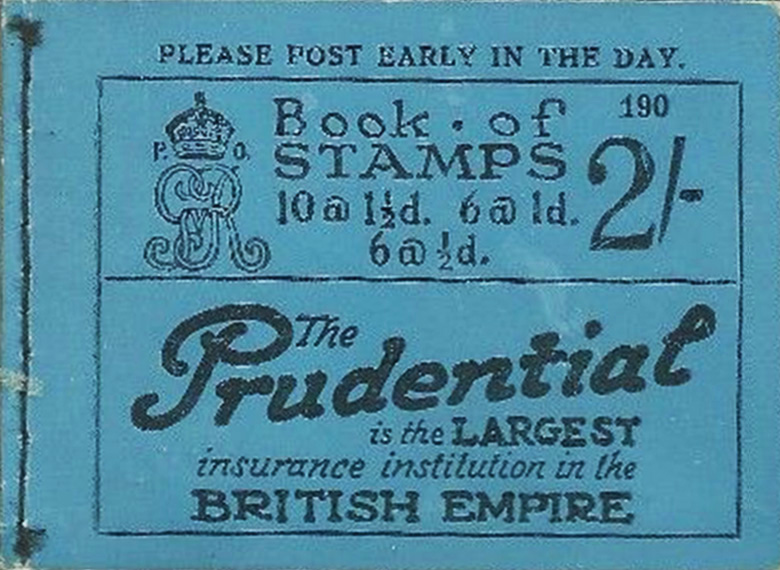 PLEASE POST EARLY IN THE DAY.
P. O.
GR
Book · of
STAMPS
190
2/-
10 @ 1½d. 6 @ 1d.
6 @ ½d.
The
Prudential
is the LARGEST
insurance institution in the
BRITISH EMPIRE